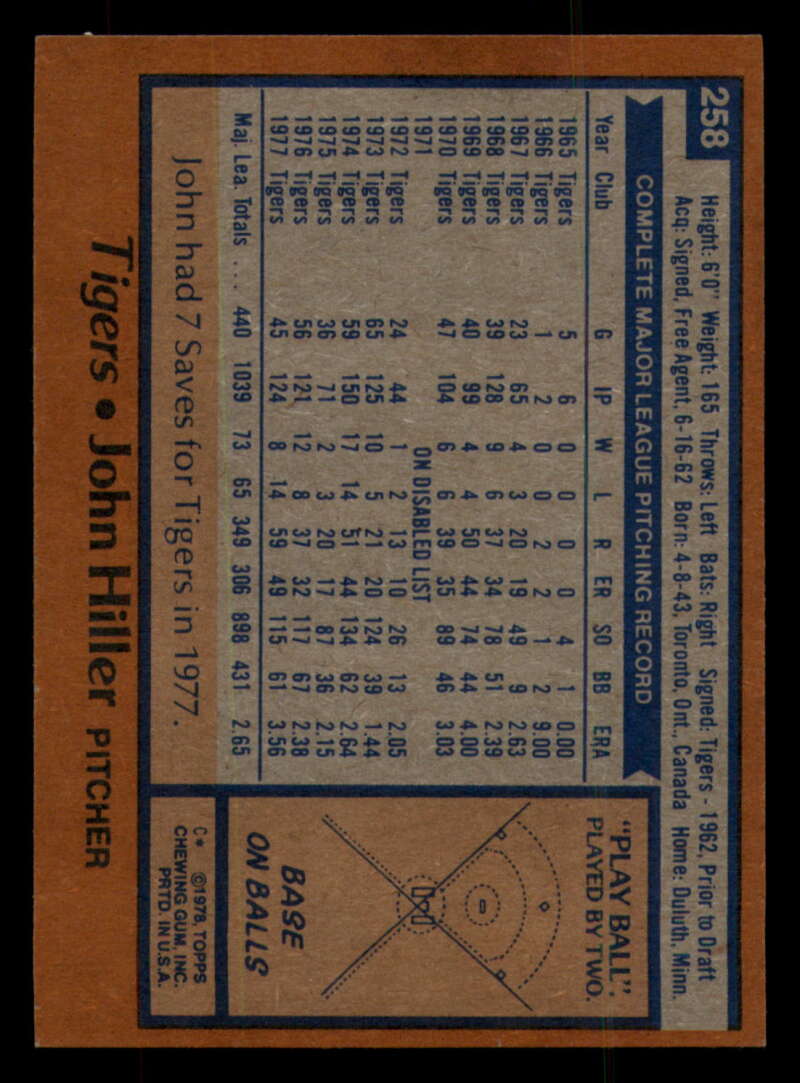 258
Height: 6'0" Weight: 165 Throws: Left Bats: Right Signed: Tigers - 1962, Prior to Draft
Acq: Signed, Free Agent, 6-16-62 Born: 4-8-43, Toronto, Ont., Canada Home: Duluth, Minn.
COMPLETE MAJOR LEAGUE PITCHING RECORD
Year Club G IP W L R ER SO BB ERA
1965 Tigers 5 6 0 0 0 0 4 1 0.00
1966 Tigers 1 2 0 0 2 2 1 2 9.00
1967 Tigers 23 65 4 3 20 19 49 9 2.63
1968 Tigers 39 128 9 6 37 34 78 51 2.39
1969 Tigers 40 99 4 4 50 44 74 44 4.00
1970 Tigers 47 104 6 6 39 35 89 46 3.03
1971 ON DISABLED LIST
1972 Tigers 24 44 1 2 13 10 26 13 2.05
1973 Tigers 65 125 10 5 21 20 124 39 1.44
1974 Tigers 59 150 17 14 51 44 134 62 2.64
1975 Tigers 36 71 2 3 20 17 87 36 2.15
1976 Tigers 56 121 12 8 37 32 117 67 2.38
1977 Tigers 45 124 8 14 59 49 115 61 3.56
Maj. Lea. Totals ... 440 1039 73 65 349 306 898 431 2.65
John had 7 Saves for Tigers in 1977.
"PLAY BALL".
PLAYED BY TWO.
BASE
ON BALLS
C* ©1978, TOPPS
CHEWING GUM, INC.
PRTD. IN U.S.A.
Tigers • John Hiller PITCHER